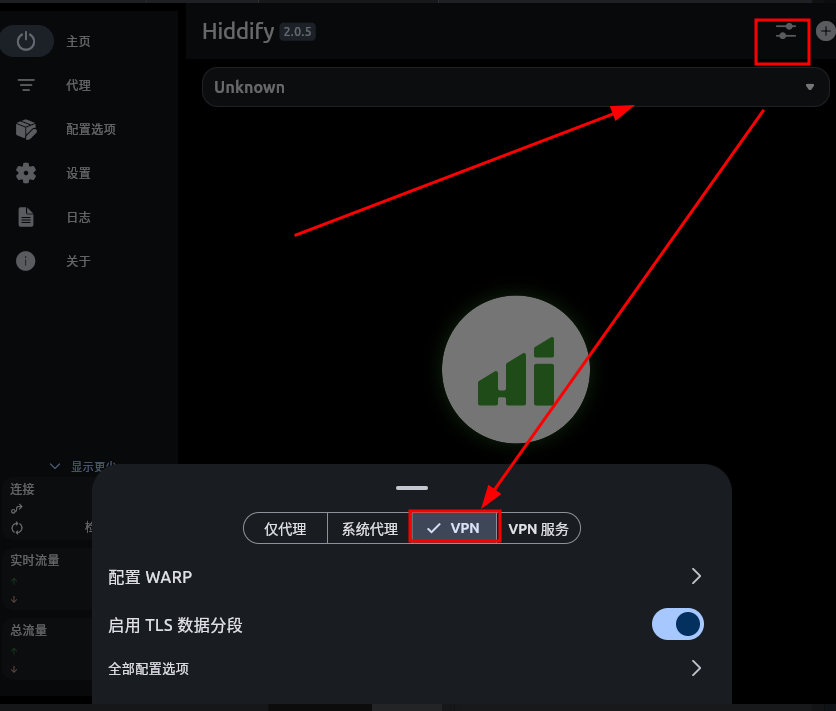 Hiddify 2.0.5
主页
代理
配置选项
设置
日志
关于
Unknown
显示更少
连接
实时流量
总流量
仅代理
系统代理
VPN
VPN 服务
配置 WARP
启用 TLS 数据分段
全部配置选项